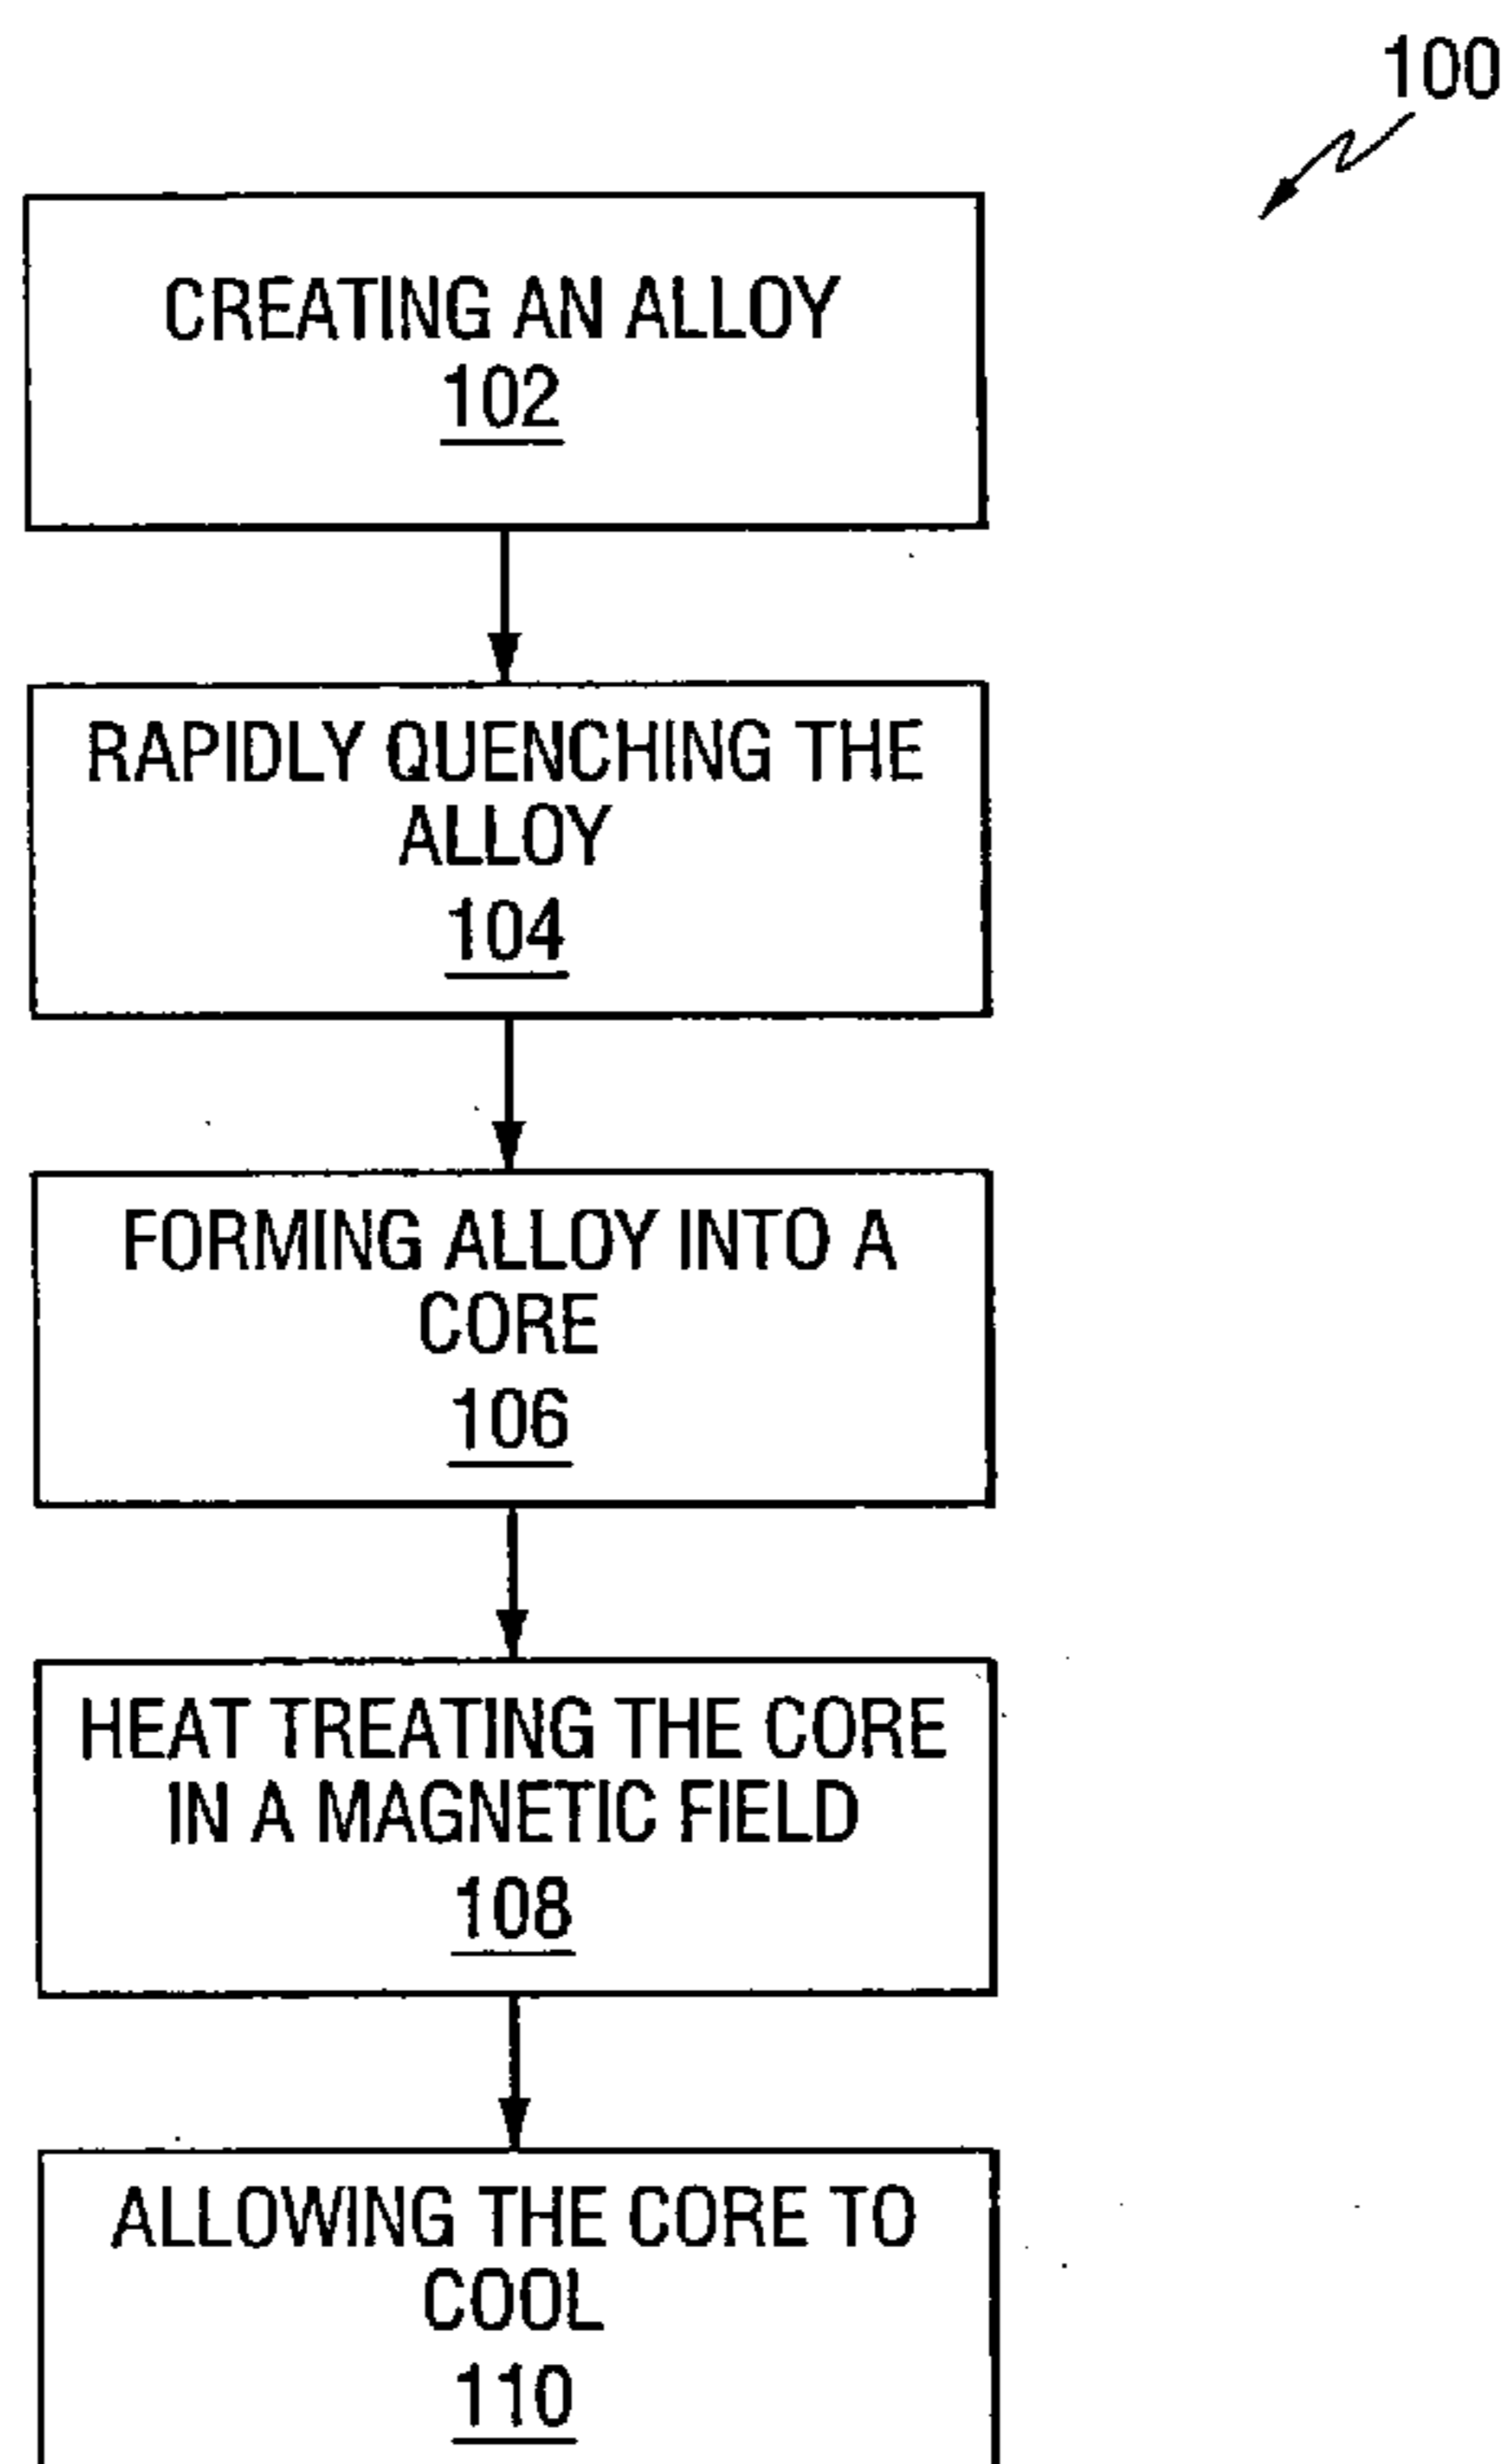 100
CREATING AN ALLOY
102
RAPIDLY QUENCHING THE
ALLOY
104
FORMING ALLOY INTO A
CORE
106
HEAT TREATING THE CORE
IN A MAGNETIC FIELD
108
ALLOWING THE CORE TO
COOL
110